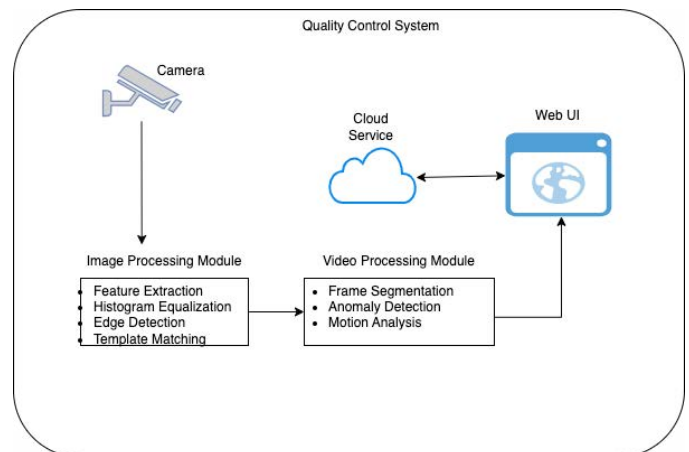 Quality Control System
Camera
Cloud
Service
Web UI
Image Processing Module
• Feature Extraction
• Histogram Equalization
• Edge Detection
• Template Matching
Video Processing Module
• Frame Segmentation
• Anomaly Detection
• Motion Analysis